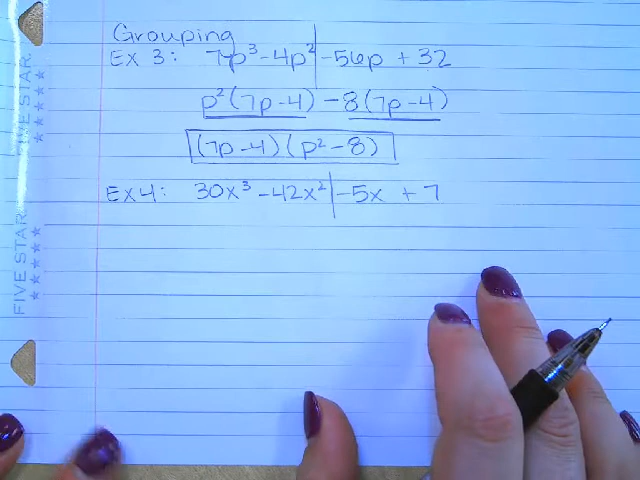 Grouping
Ex 3: 7p³ - 4p² | - 56p + 32
p²(7p - 4) - 8(7p - 4)
(7p - 4)(p² - 8)
Ex 4: 30x³ - 42x² | - 5x + 7
FIVE STAR
FIVE STAR